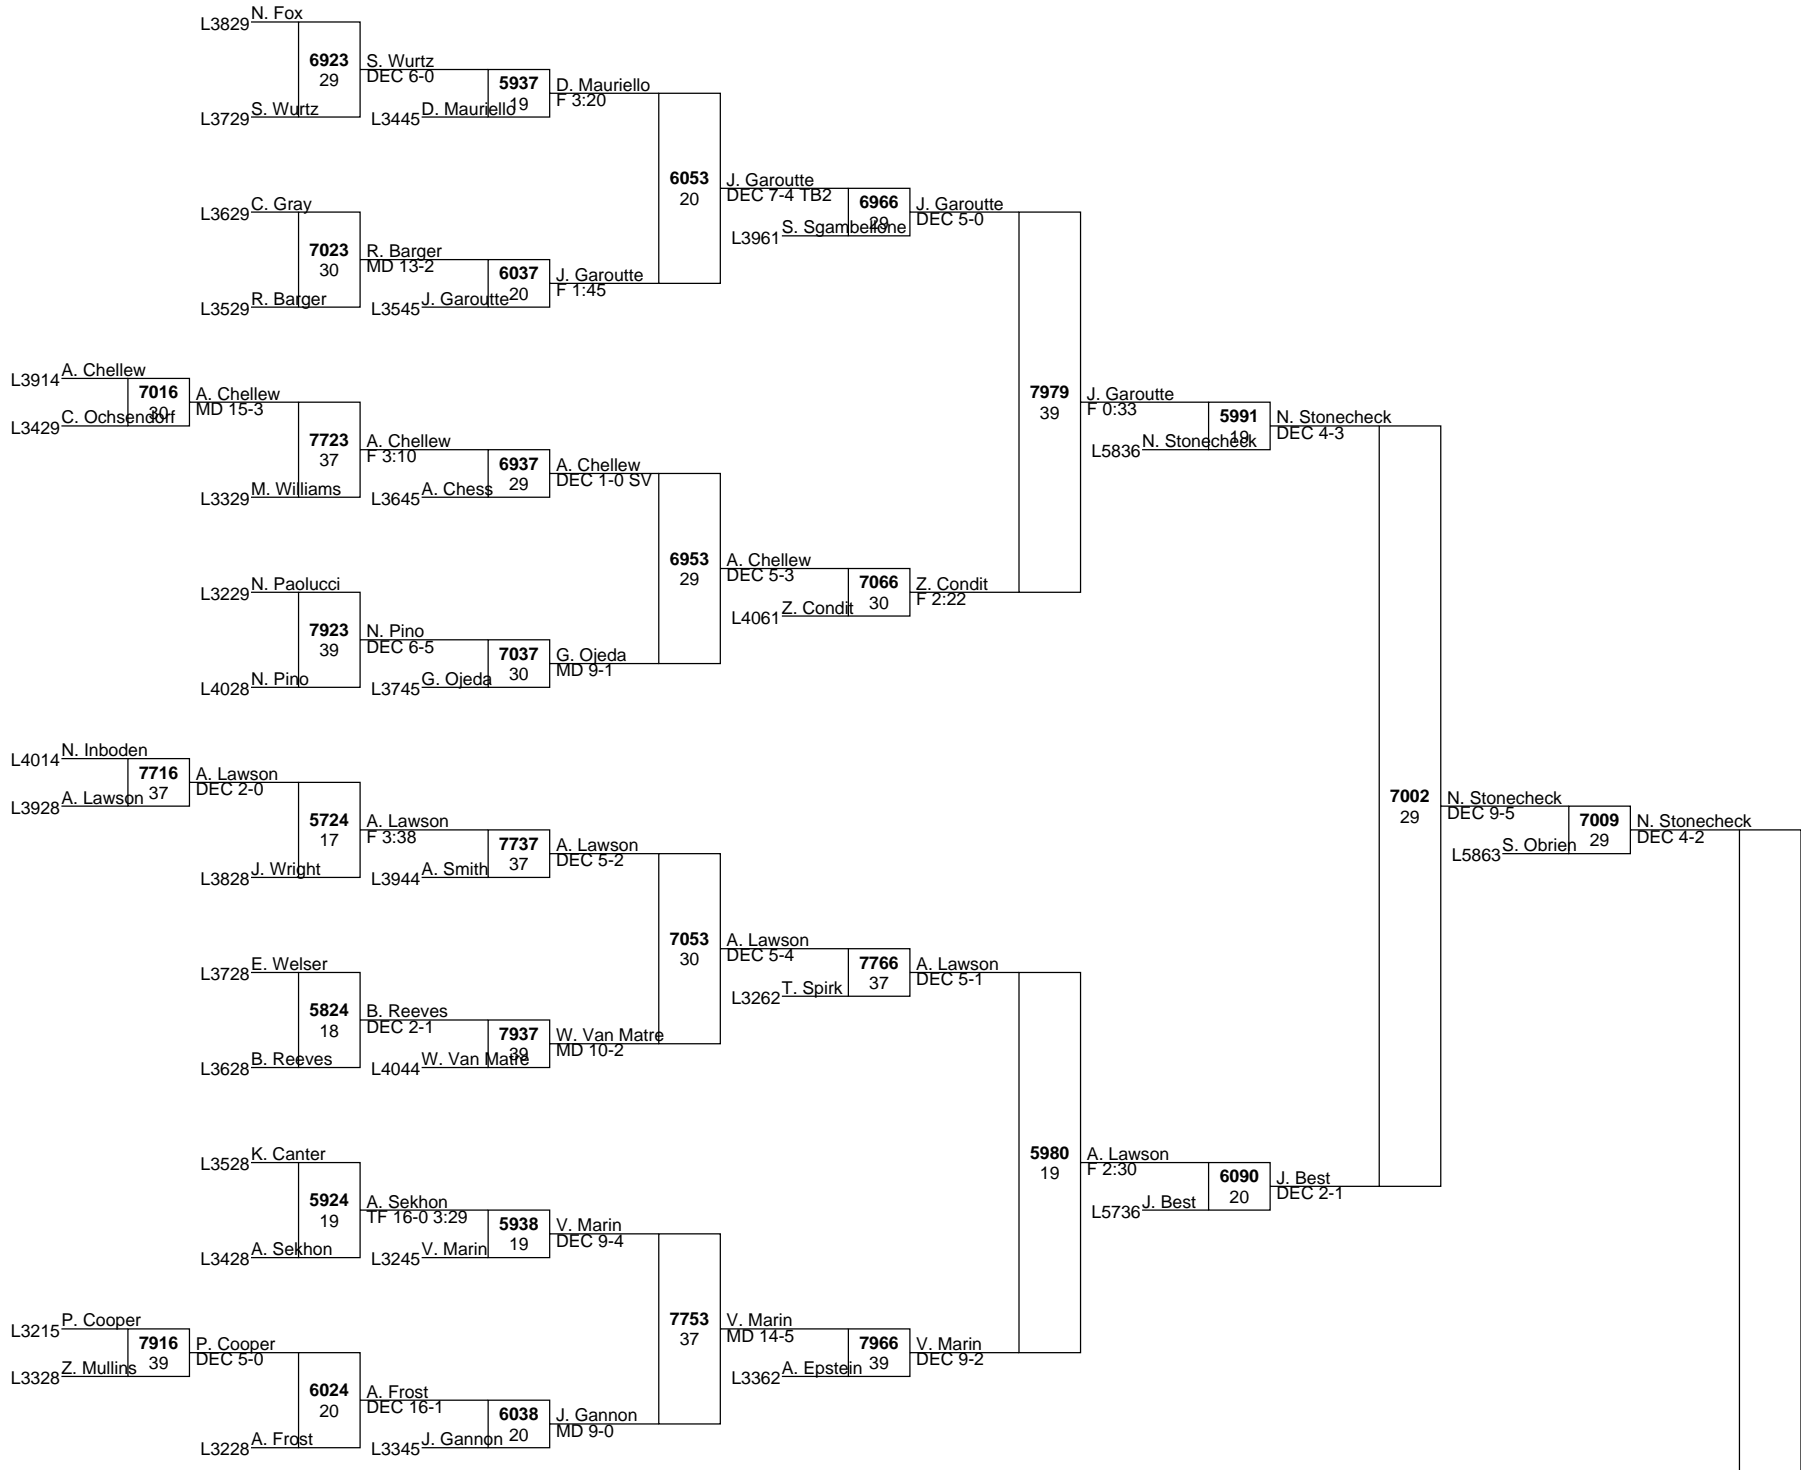 L3829 N. Fox
6923
29
L3729 S. Wurtz
S. Wurtz
DEC 6-0
5937
19
L3445 D. Mauriello
D. Mauriello
F 3:20
L3629 C. Gray
7023
30
L3529 R. Barger
R. Barger
MD 13-2
6037
20
L3545 J. Garoutte
J. Garoutte
F 1:45
6053
20
J. Garoutte
DEC 7-4 TB2
6966
29
L3961 S. Sgambellone
J. Garoutte
DEC 5-0
L3914 A. Chellew
7016
30
L3429 C. Ochsendorf
A. Chellew
MD 15-3
7723
37
L3329 M. Williams
A. Chellew
F 3:10
6937
29
L3645 A. Chess
A. Chellew
DEC 1-0 SV
L3229 N. Paolucci
7923
39
L4028 N. Pino
N. Pino
DEC 6-5
7037
30
L3745 G. Ojeda
G. Ojeda
MD 9-1
6953
29
A. Chellew
DEC 5-3
7066
30
L4061 Z. Condit
Z. Condit
F 2:22
7979
39
J. Garoutte
F 0:33
5991
19
L5836 N. Stonecheck
N. Stonecheck
DEC 4-3
L4014 N. Inboden
7716
37
L3928 A. Lawson
A. Lawson
DEC 2-0
5724
17
L3828 J. Wright
A. Lawson
F 3:38
7737
37
L3944 A. Smith
A. Lawson
DEC 5-2
L3728 E. Welser
5824
18
L3628 B. Reeves
B. Reeves
DEC 2-1
7937
39
L4044 W. Van Matre
W. Van Matre
MD 10-2
7053
30
A. Lawson
DEC 5-4
7766
37
L3262 T. Spirk
A. Lawson
DEC 5-1
L3528 K. Canter
5924
19
L3428 A. Sekhon
A. Sekhon
TF 16-0 3:29
5938
19
L3245 V. Marin
V. Marin
DEC 9-4
L3215 P. Cooper
7916
39
L3328 Z. Mullins
P. Cooper
DEC 5-0
6024
20
L3228 A. Frost
A. Frost
DEC 16-1
6038
20
L3345 J. Gannon
J. Gannon
MD 9-0
7753
37
V. Marin
MD 14-5
7966
39
L3362 A. Epstein
V. Marin
DEC 9-2
5980
19
A. Lawson
F 2:30
6090
20
L5736 J. Best
J. Best
DEC 2-1
7002
29
N. Stonecheck
DEC 9-5
7009
29
L5863 S. Obrien
N. Stonecheck
DEC 4-2